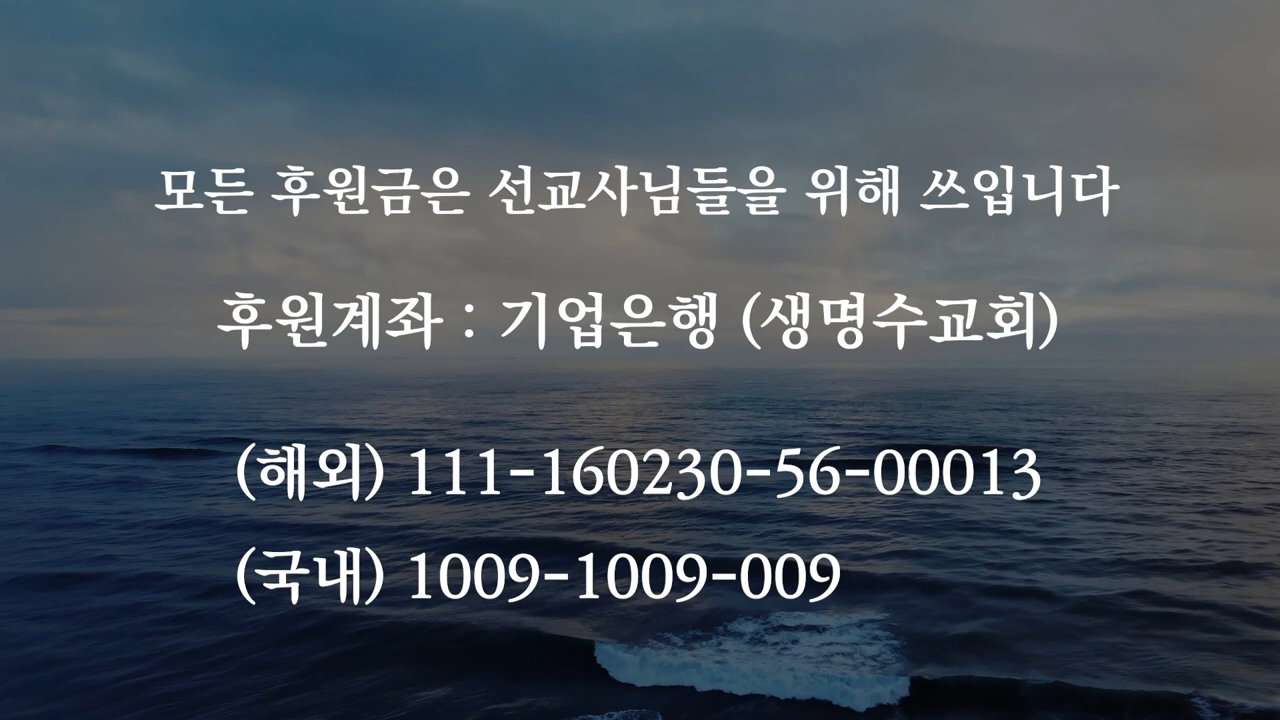 모든 후원금은 선교사님들을 위해 쓰입니다
후원계좌 : 기업은행 (생명수교회)
(해외) 111-160230-56-00013
(국내) 1009-1009-009